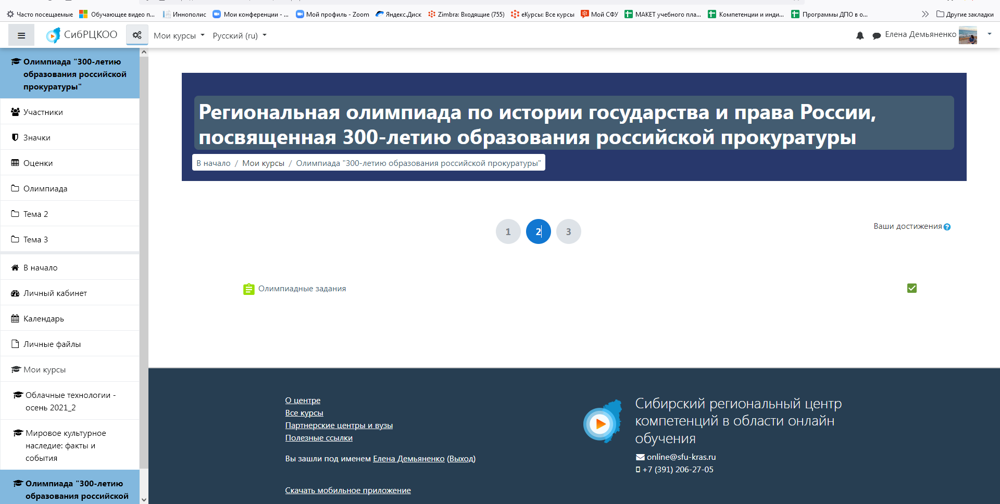 Часто посещаемые
Обучающее видео п...
Иннополис
Мои конференции - ...
Мой профиль - Zoom
Яндекс.Диск
Zimbra: Входящие (755)
еКурсы: Все курсы
Мой СФУ
МАКЕТ учебного пла...
Компетенции и инди...
Программы ДПО в о...
Другие закладки
СибРЦКОО
Мои курсы
Русский (ru)
Елена Демьяненко
Олимпиада "300-летию
образования российской
прокуратуры"
Участники
Значки
Оценки
Олимпиада
Тема 2
Тема 3
В начало
Личный кабинет
Календарь
Личные файлы
Мои курсы
Облачные технологии -
осень 2021_2
Мировое культурное
наследие: факты и
события
Олимпиада "300-летию
образования российской
Региональная олимпиада по истории государства и права России,
посвященная 300-летию образования российской прокуратуры
В начало / Мои курсы / Олимпиада "300-летию образования российской прокуратуры"
1 2 3
Ваши достижения
Олимпиадные задания
О центре
Все курсы
Партнерские центры и вузы
Полезные ссылки
Вы зашли под именем Елена Демьяненко (Выход)
Скачать мобильное приложение
Сибирский региональный центр
компетенций в области онлайн
обучения
online@sfu-kras.ru
+7 (391) 206-27-05